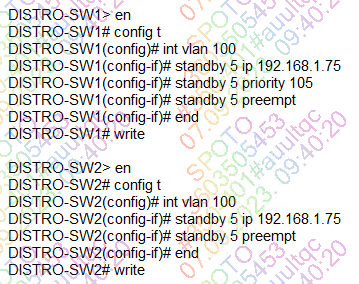 DISTRO-SW1> en
DISTRO-SW1# config t
DISTRO-SW1(config)# int vlan 100
DISTRO-SW1(config-if)# standby 5 ip 192.168.1.75
DISTRO-SW1(config-if)# standby 5 priority 105
DISTRO-SW1(config-if)# standby 5 preempt
DISTRO-SW1(config-if)# end
DISTRO-SW1# write
DISTRO-SW2> en
DISTRO-SW2# config t
DISTRO-SW2(config)# int vlan 100
DISTRO-SW2(config-if)# standby 5 ip 192.168.1.75
DISTRO-SW2(config-if)# standby 5 preempt
DISTRO-SW2(config-if)# end
DISTRO-SW2# write
SPOTO